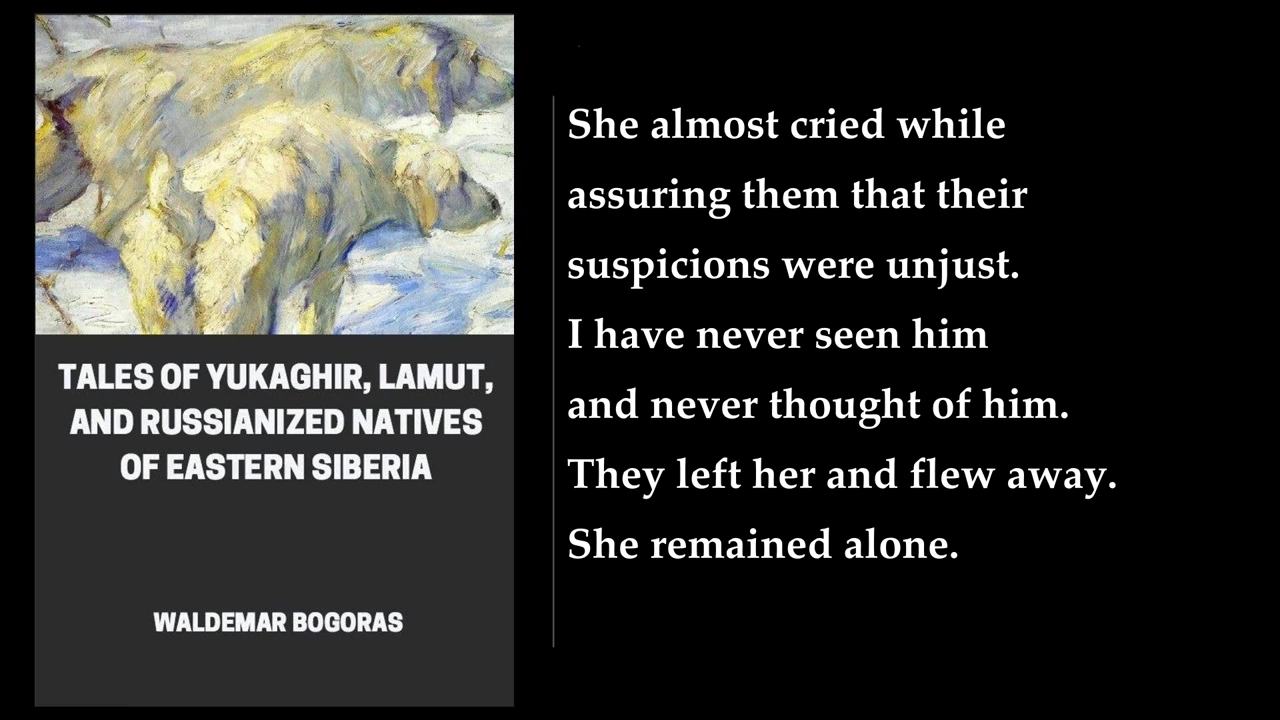 TALES OF YUKAGHIR, LAMUT,
AND RUSSIANIZED NATIVES
OF EASTERN SIBERIA
WALDEMAR BOGORAS
She almost cried while
assuring them that their
suspicions were unjust.
I have never seen him
and never thought of him.
They left her and flew away.
She remained alone.